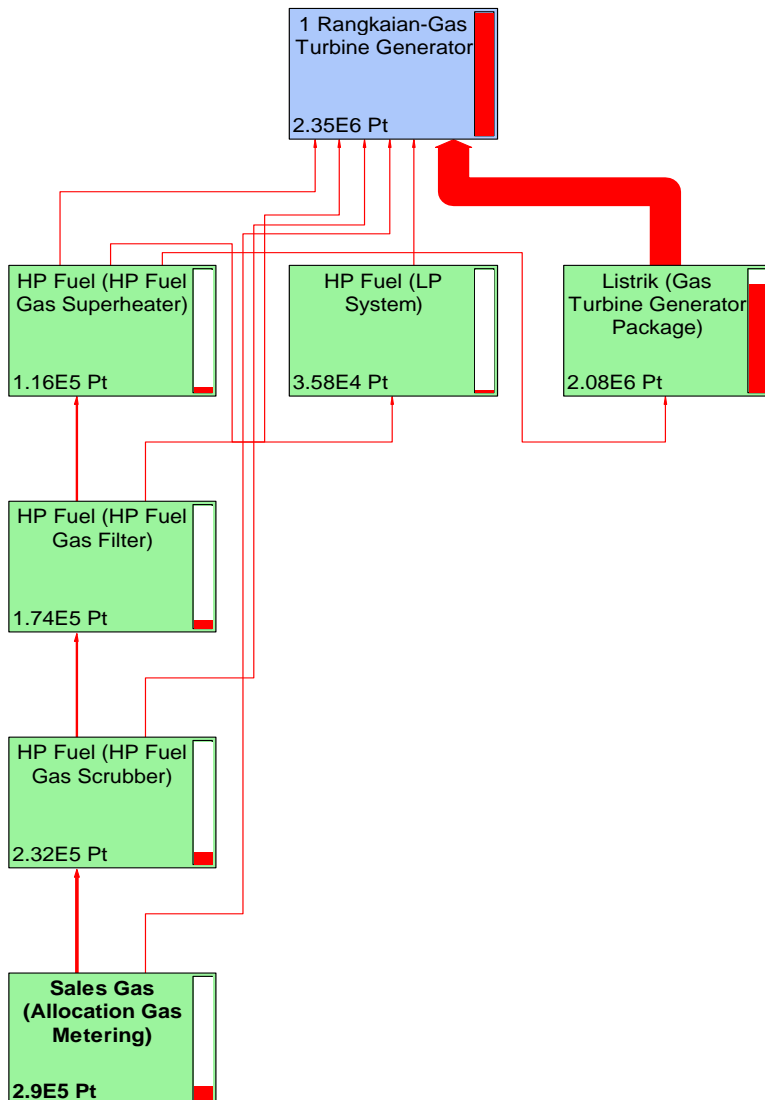 1 Rangkaian-Gas
Turbine Generator
2.35E6 Pt
HP Fuel (HP Fuel
Gas Superheater)
1.16E5 Pt
HP Fuel (LP
System)
3.58E4 Pt
Listrik (Gas
Turbine Generator
Package)
2.08E6 Pt
HP Fuel (HP Fuel
Gas Filter)
1.74E5 Pt
HP Fuel (HP Fuel
Gas Scrubber)
2.32E5 Pt
Sales Gas
(Allocation Gas
Metering)
2.9E5 Pt